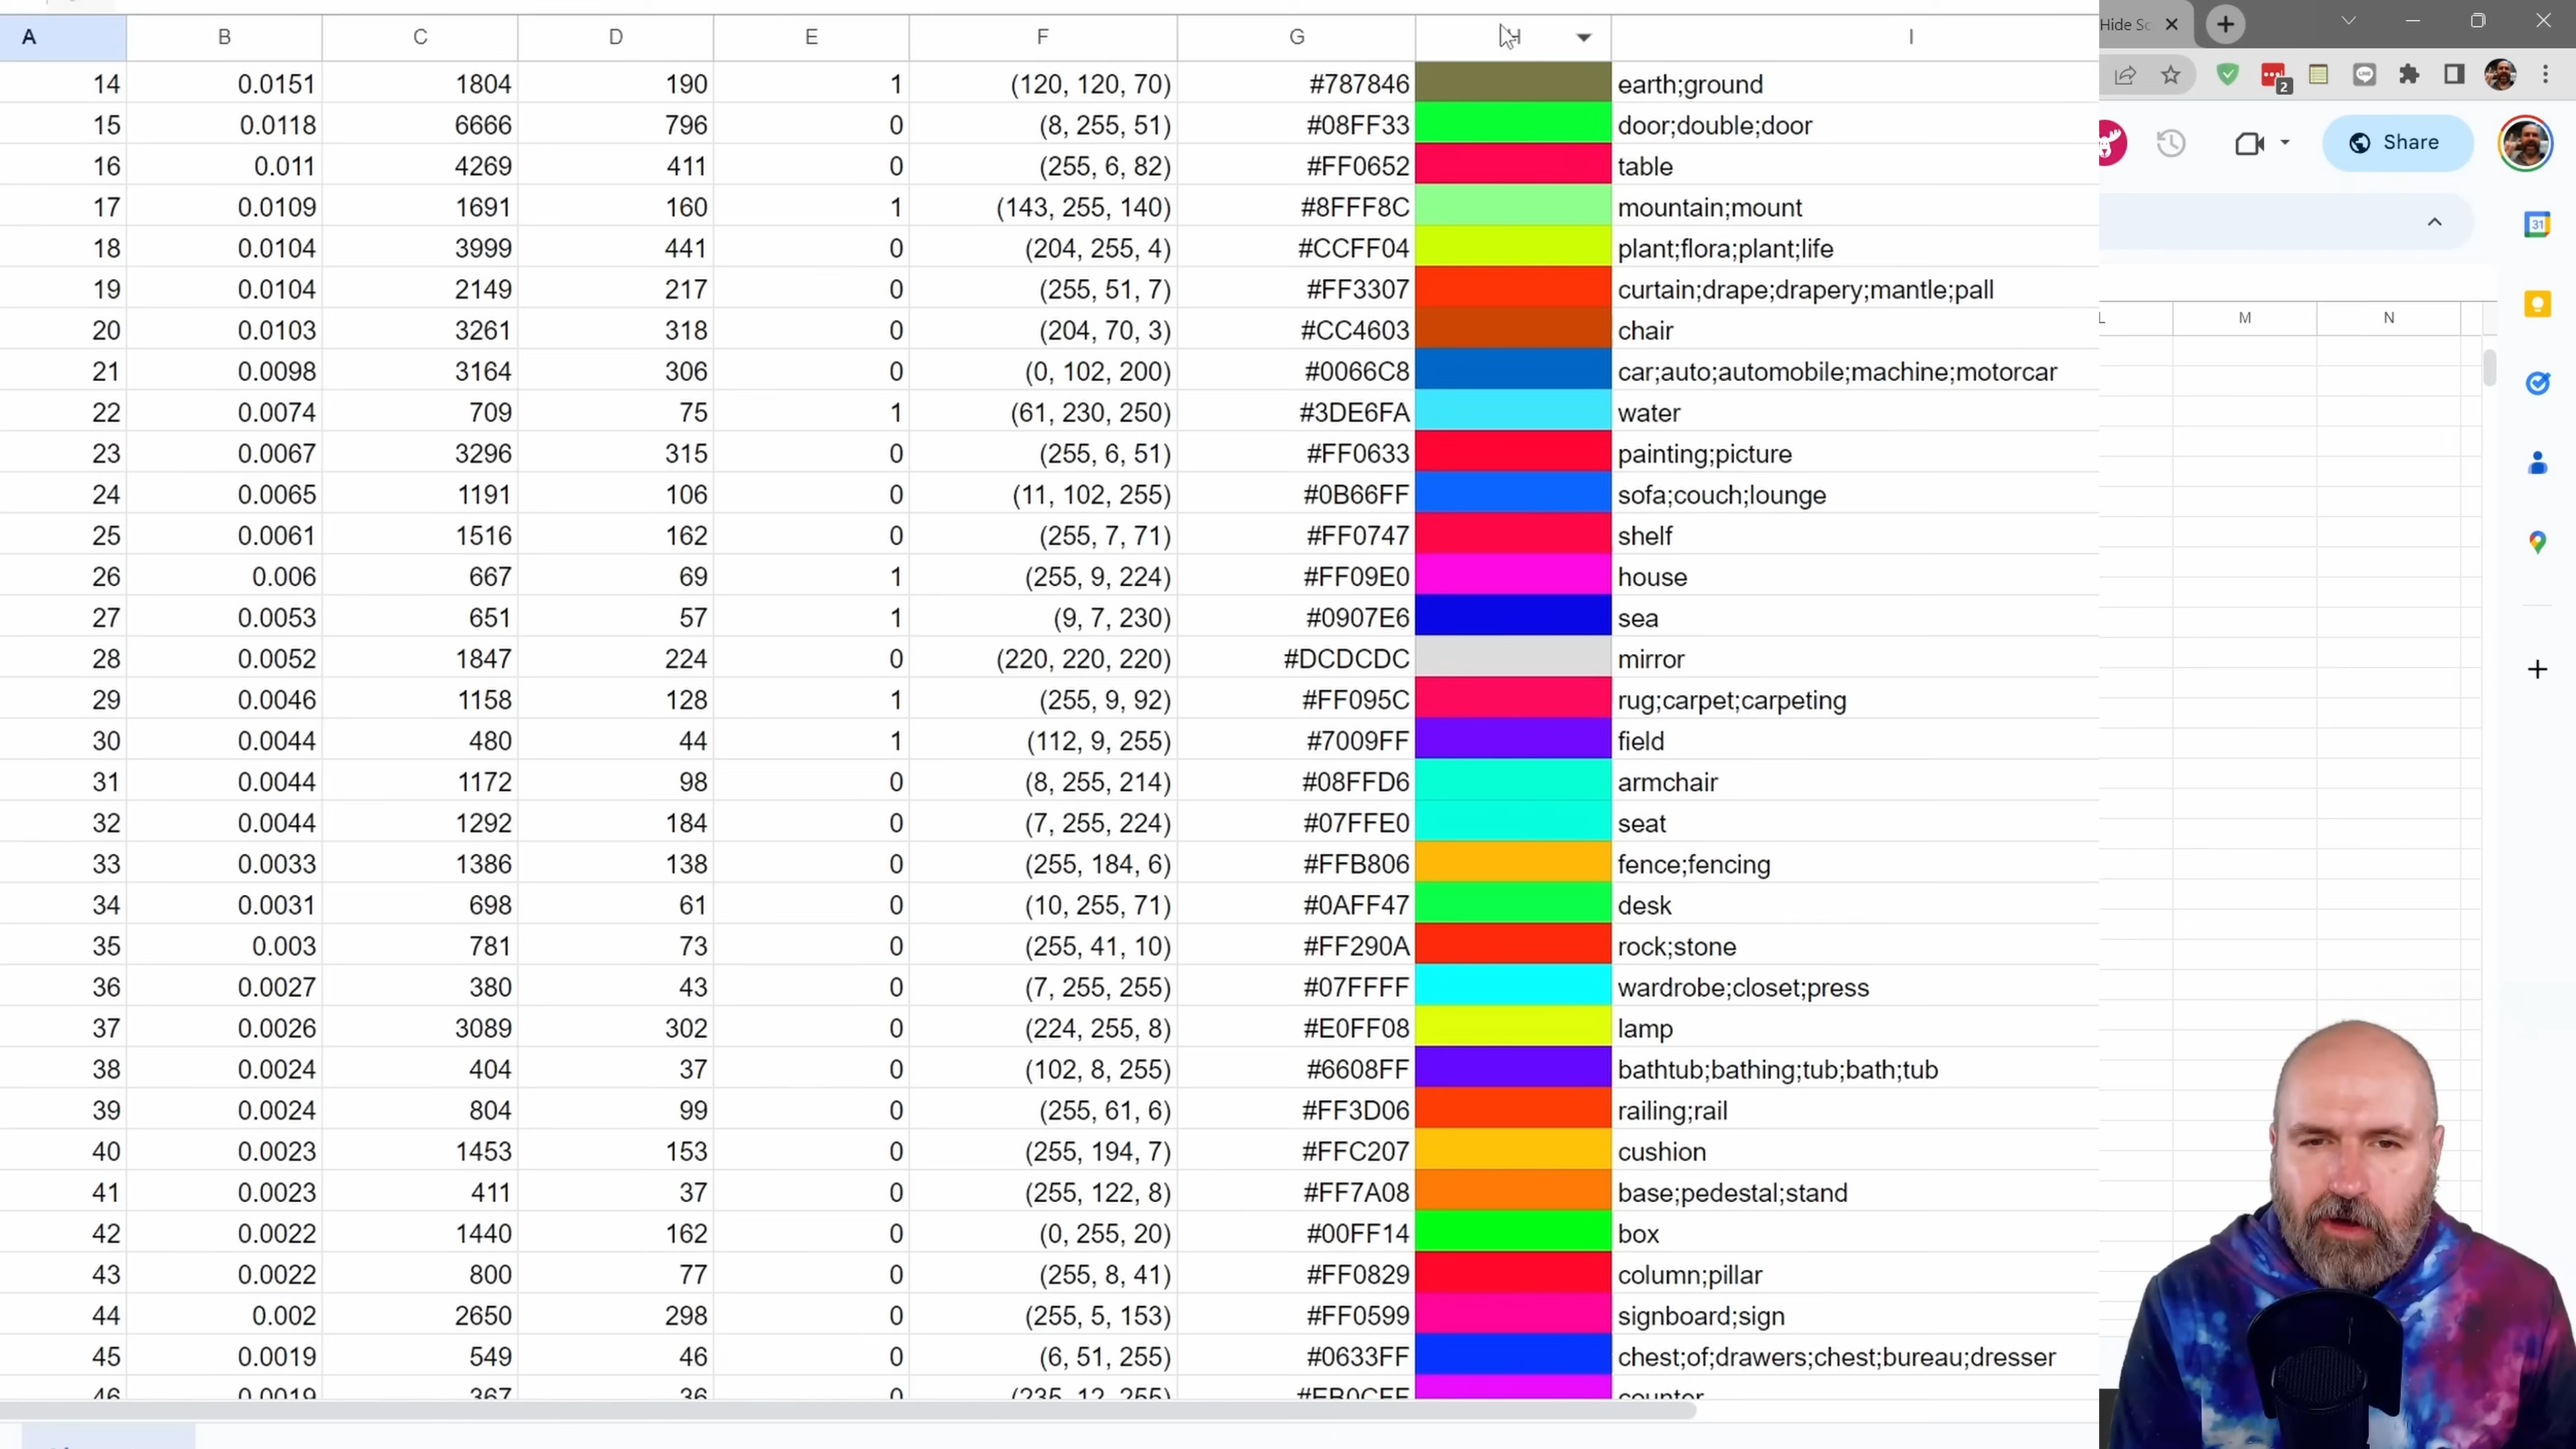 Hide Sc
A B C D E F G H I
14 0.0151 1804 190 1 (120, 120, 70) #787846 earth;ground
15 0.0118 6666 796 0 (8, 255, 51) #08FF33 door;double;door
16 0.011 4269 411 0 (255, 6, 82) #FF0652 table
17 0.0109 1691 160 1 (143, 255, 140) #8FFF8C mountain;mount
18 0.0104 3999 441 0 (204, 255, 4) #CCFF04 plant;flora;plant;life
19 0.0104 2149 217 0 (255, 51, 7) #FF3307 curtain;drape;drapery;mantle;pall
20 0.0103 3261 318 0 (204, 70, 3) #CC4603 chair
21 0.0098 3164 306 0 (0, 102, 200) #0066C8 car;auto;automobile;machine;motorcar
22 0.0074 709 75 1 (61, 230, 250) #3DE6FA water
23 0.0067 3296 315 0 (255, 6, 51) #FF0633 painting;picture
24 0.0065 1191 106 0 (11, 102, 255) #0B66FF sofa;couch;lounge
25 0.0061 1516 162 0 (255, 7, 71) #FF0747 shelf
26 0.006 667 69 1 (255, 9, 224) #FF09E0 house
27 0.0053 651 57 1 (9, 7, 230) #0907E6 sea
28 0.0052 1847 224 0 (220, 220, 220) #DCDCDC mirror
29 0.0046 1158 128 1 (255, 9, 92) #FF095C rug;carpet;carpeting
30 0.0044 480 44 1 (112, 9, 255) #7009FF field
31 0.0044 1172 98 0 (8, 255, 214) #08FFD6 armchair
32 0.0044 1292 184 0 (7, 255, 224) #07FFE0 seat
33 0.0033 1386 138 0 (255, 184, 6) #FFB806 fence;fencing
34 0.0031 698 61 0 (10, 255, 71) #0AFF47 desk
35 0.003 781 73 0 (255, 41, 10) #FF290A rock;stone
36 0.0027 380 43 0 (7, 255, 255) #07FFFF wardrobe;closet;press
37 0.0026 3089 302 0 (224, 255, 8) #E0FF08 lamp
38 0.0024 404 37 0 (102, 8, 255) #6608FF bathtub;bathing;tub;bath;tub
39 0.0024 804 99 0 (255, 61, 6) #FF3D06 railing;rail
40 0.0023 1453 153 0 (255, 194, 7) #FFC207 cushion
41 0.0023 411 37 0 (255, 122, 8) #FF7A08 base;pedestal;stand
42 0.0022 1440 162 0 (0, 255, 20) #00FF14 box
43 0.0022 800 77 0 (255, 8, 41) #FF0829 column;pillar
44 0.002 2650 298 0 (255, 5, 153) #FF0599 signboard;sign
45 0.0019 549 46 0 (6, 51, 255) #0633FF chest;of;drawers;chest;bureau;dresser
46 0.0019 367 36 0 (235, 12, 255) #EB0CFF counter
2
Share
31
L M N